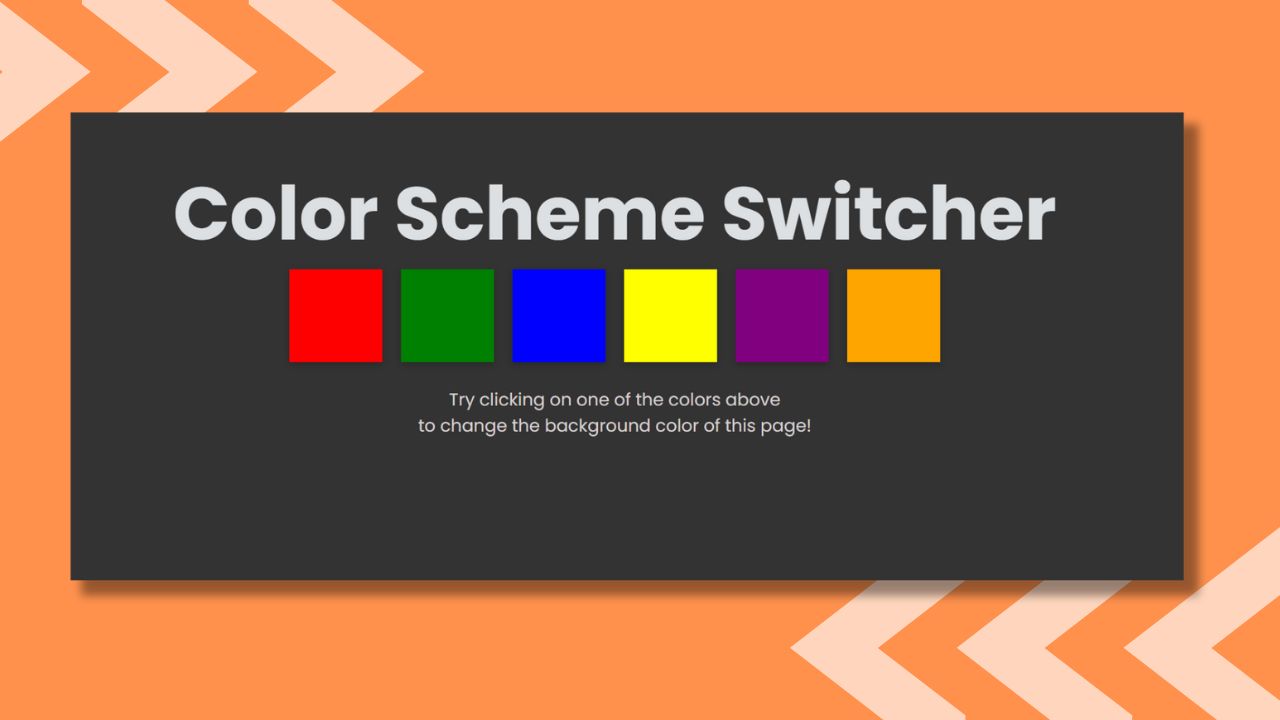 Color Scheme Switcher
Try clicking on one of the colors above
to change the background color of this page!